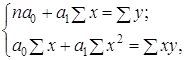 na₀ + a₁∑x = ∑y;
a₀∑x + a₁∑x² = ∑xy,